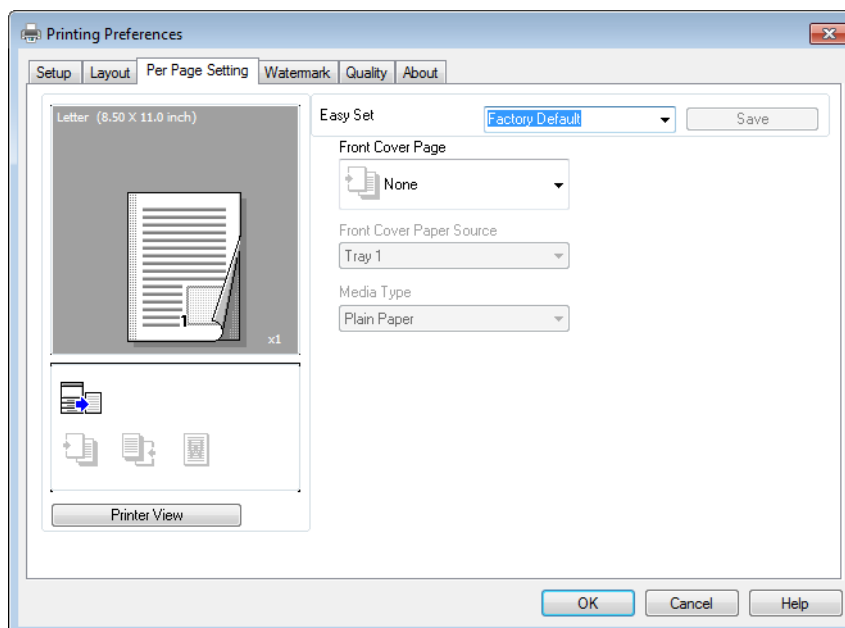 Printing Preferences
Setup Layout Per Page Setting Watermark Quality About
Letter (8.50 X 11.0 inch)
Easy Set Factory Default Save
Front Cover Page
None
Front Cover Paper Source
Tray 1
Media Type
Plain Paper
1
x1
Printer View
OK Cancel Help